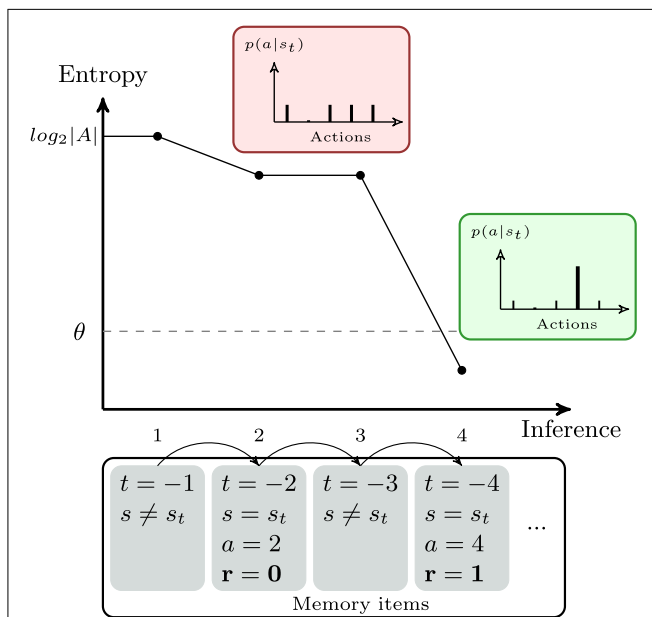 p(a|s_t)
Actions
Entropy
log_2|A|
p(a|s_t)
Actions
θ
Inference
1 2 3 4
t = −1 t = −2 t = −3 t = −4
s ≠ s_t s = s_t s ≠ s_t s = s_t
a = 2 a = 4
...
r = 0 r = 1
Memory items